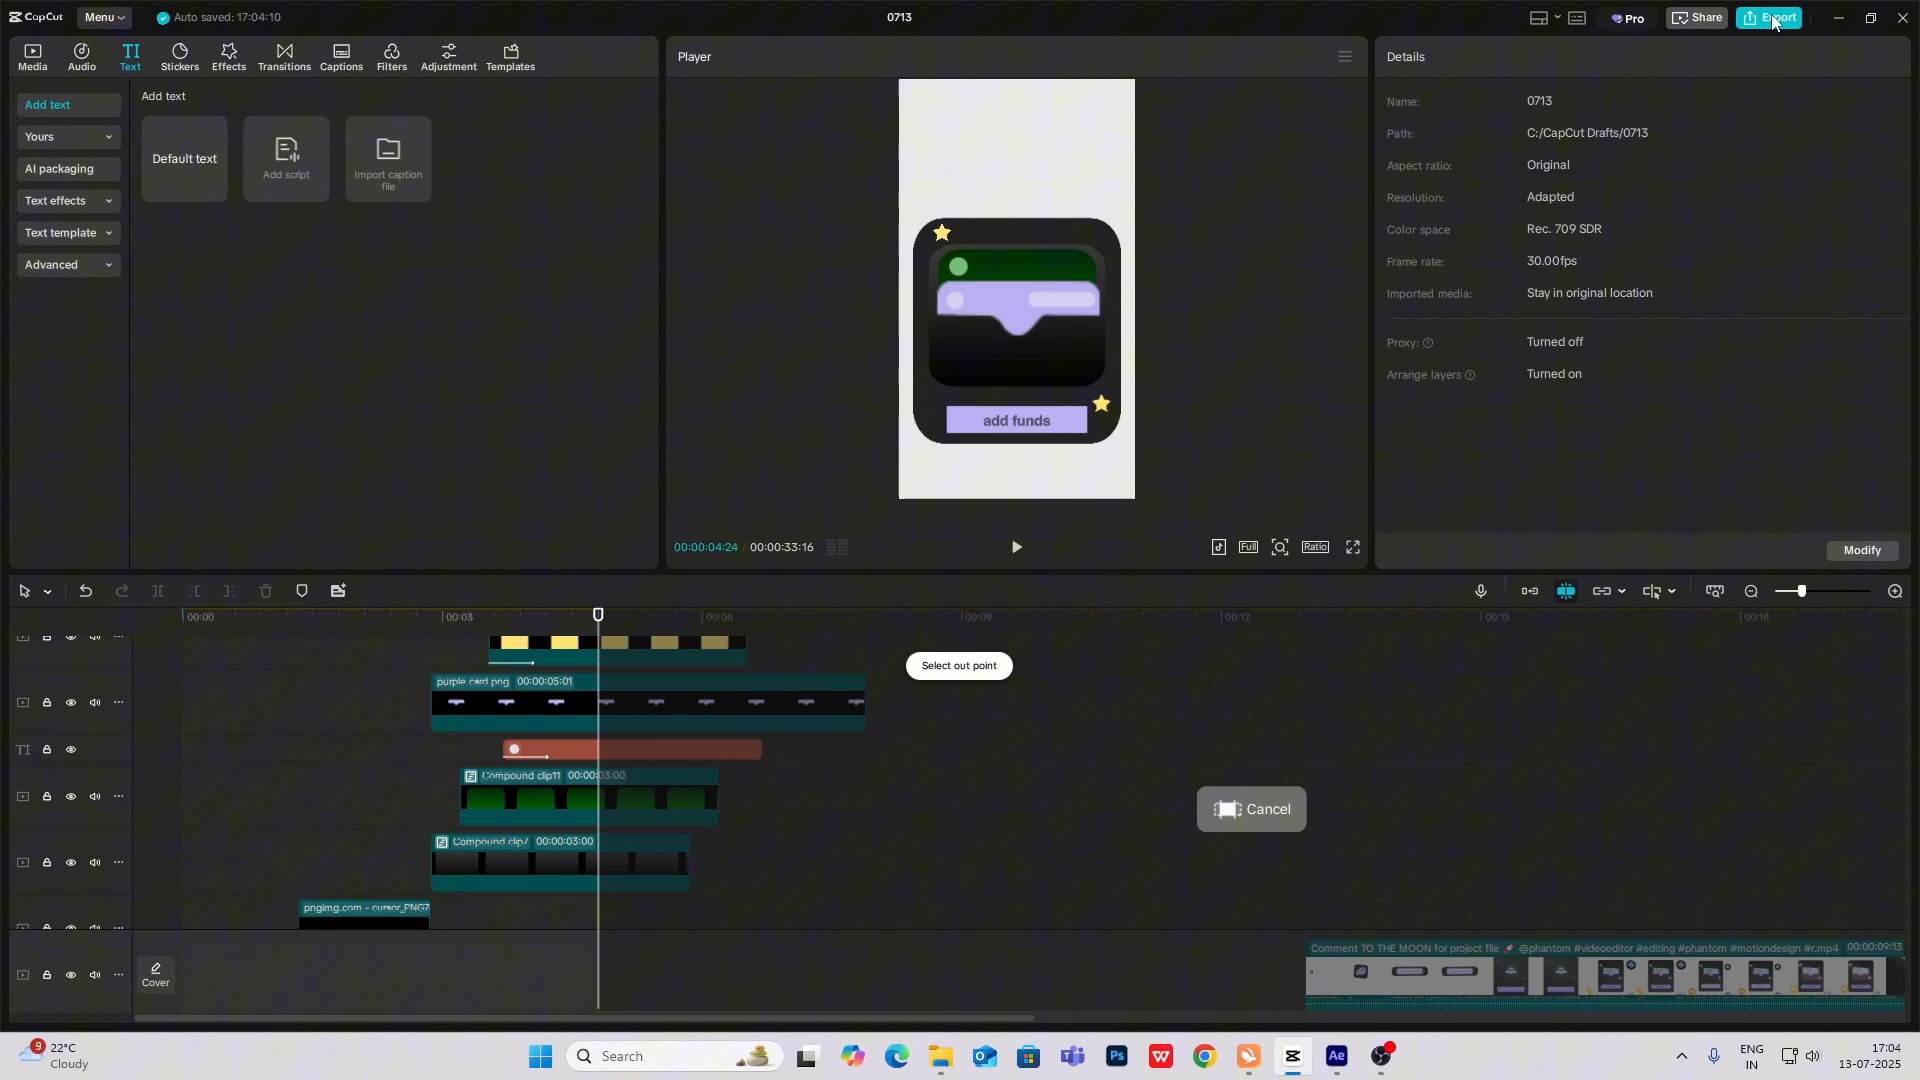 CapCut Menu Auto saved: 17:04:10 0713 Pro Share Export
Media Audio Text Stickers Effects Transitions Captions Filters Adjustment Templates
Player
Details
Add text
Yours
AI packaging
Text effects
Text template
Advanced
Add text
Default text
Add script
Import caption
file
add funds
00:00:04:24 / 00:00:33:16
Full
Ratio
Name: 0713
Path: C:/CapCut Drafts/0713
Aspect ratio: Original
Resolution: Adapted
Color space Rec. 709 SDR
Frame rate: 30.00fps
Imported media: Stay in original location
Proxy: Turned off
Arrange layers Turned on
Modify
00:00 00:03 00:06 00:09 00:12 00:15 00:18
Select out point
purple card png 00:00:05:01
TI
Compound clip11 00:00:03:00
Cancel
Compound clip7 00:00:03:00
pngimg.com - cursor_PNG7
Cover
Comment TO THE MOON for project file 🚀 @phantom #videoeditor #editing #phantom #motiondesign #r.mp4 00:00:09:13
9
22°C
Cloudy
Search
Ps
Ae
ENG
IN
17:04
13-07-2025